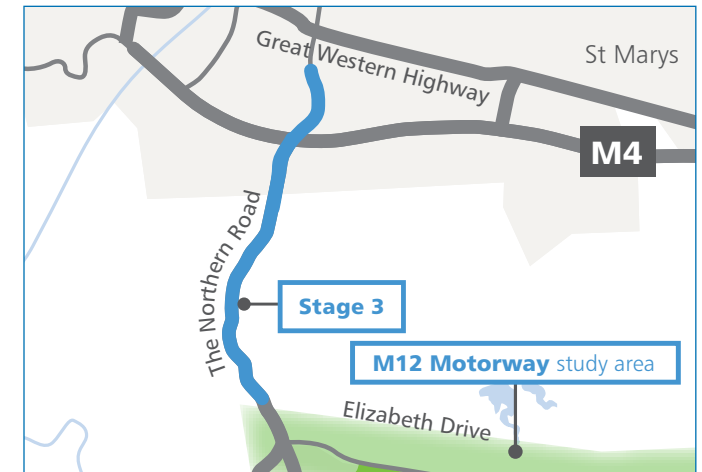 Great Western Highway
St Marys
M4
The Northern Road
Stage 3
M12 Motorway study area
Elizabeth Drive